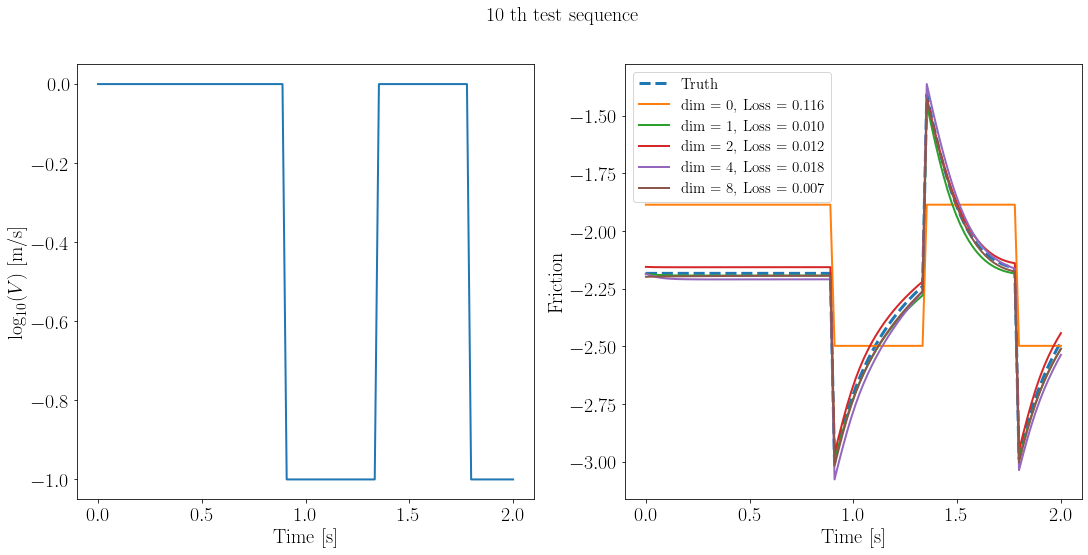 10 th test sequence
log₁₀(V) [m/s]
0.0
−0.2
−0.4
−0.6
−0.8
−1.0
0.0 0.5 1.0 1.5 2.0
Time [s]
Friction
−1.50
−1.75
−2.00
−2.25
−2.50
−2.75
−3.00
Truth
dim = 0, Loss = 0.116
dim = 1, Loss = 0.010
dim = 2, Loss = 0.012
dim = 4, Loss = 0.018
dim = 8, Loss = 0.007
0.0 0.5 1.0 1.5 2.0
Time [s]